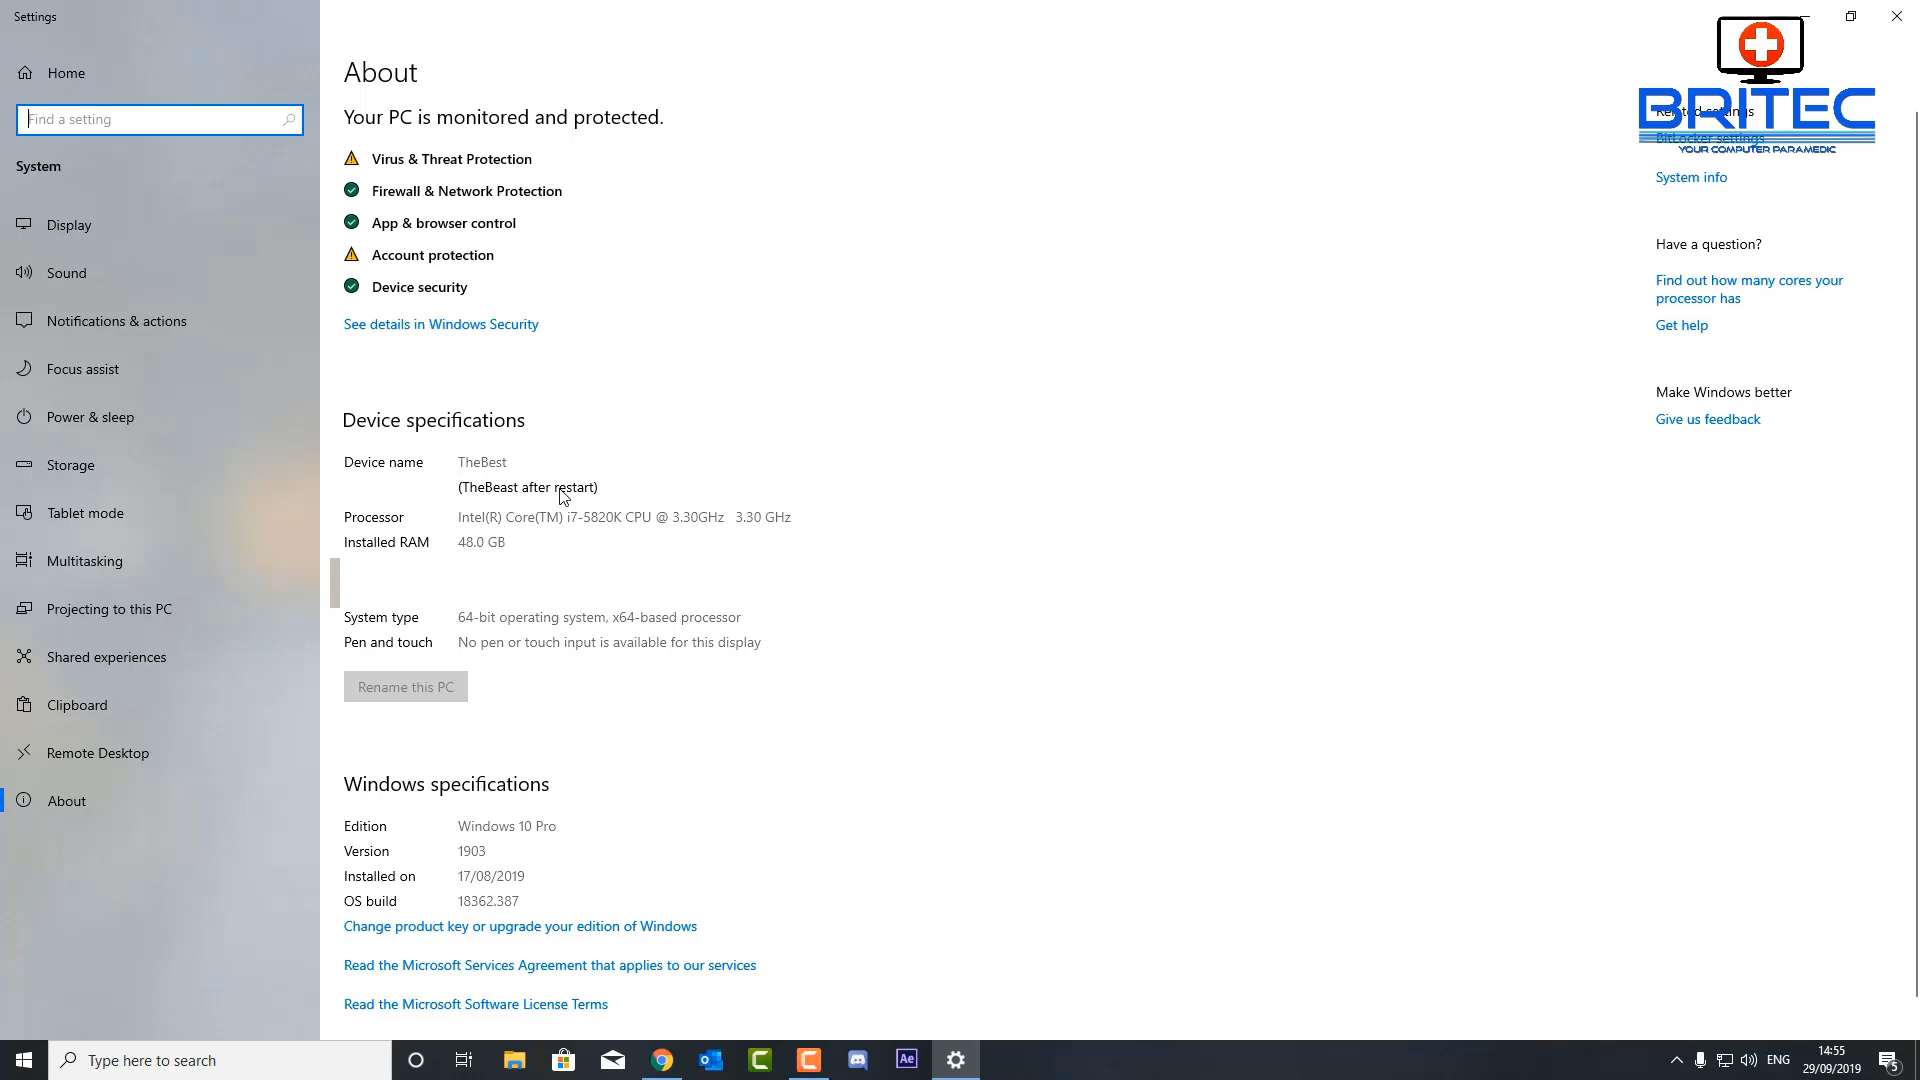 Settings
Home
Find a setting
System
Display
Sound
Notifications & actions
Focus assist
Power & sleep
Storage
Tablet mode
Multitasking
Projecting to this PC
Shared experiences
Clipboard
Remote Desktop
About
About
Your PC is monitored and protected.
Virus & Threat Protection
Firewall & Network Protection
App & browser control
Account protection
Device security
See details in Windows Security
Device specifications
Device name TheBest
(TheBeast after restart)
Processor Intel(R) Core(TM) i7-5820K CPU @ 3.30GHz 3.30 GHz
Installed RAM 48.0 GB
System type 64-bit operating system, x64-based processor
Pen and touch No pen or touch input is available for this display
Rename this PC
Windows specifications
Edition Windows 10 Pro
Version 1903
Installed on 17/08/2019
OS build 18362.387
Change product key or upgrade your edition of Windows
Read the Microsoft Services Agreement that applies to our services
Read the Microsoft Software License Terms
BRITEC
YOUR COMPUTER PARAMEDIC
Related settings
BitLocker settings
System info
Have a question?
Find out how many cores your
processor has
Get help
Make Windows better
Give us feedback
Type here to search
Ae
ENG
14:55
29/09/2019
5